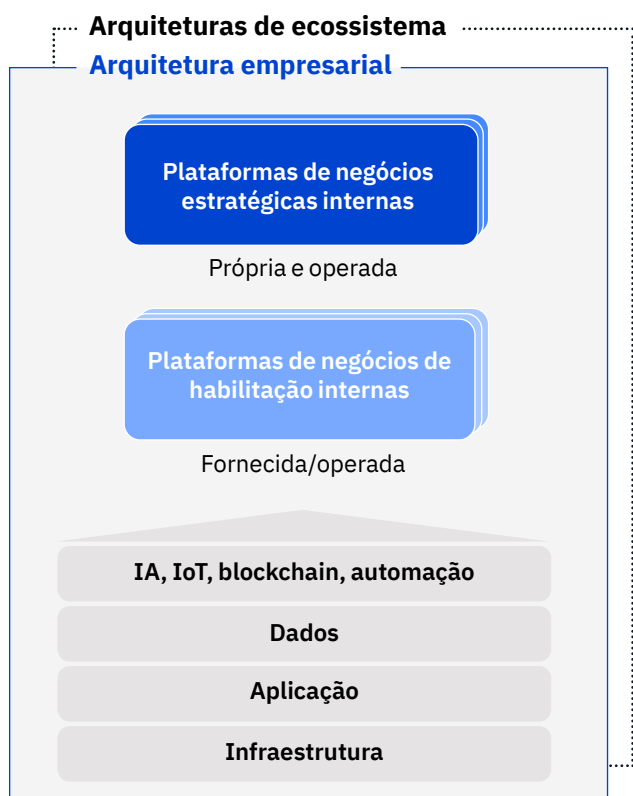 Arquiteturas de ecossistema
Arquitetura empresarial
Plataformas de negócios
estratégicas internas
Própria e operada
Plataformas de negócios de
habilitação internas
Fornecida/operada
IA, IoT, blockchain, automação
Dados
Aplicação
Infraestrutura